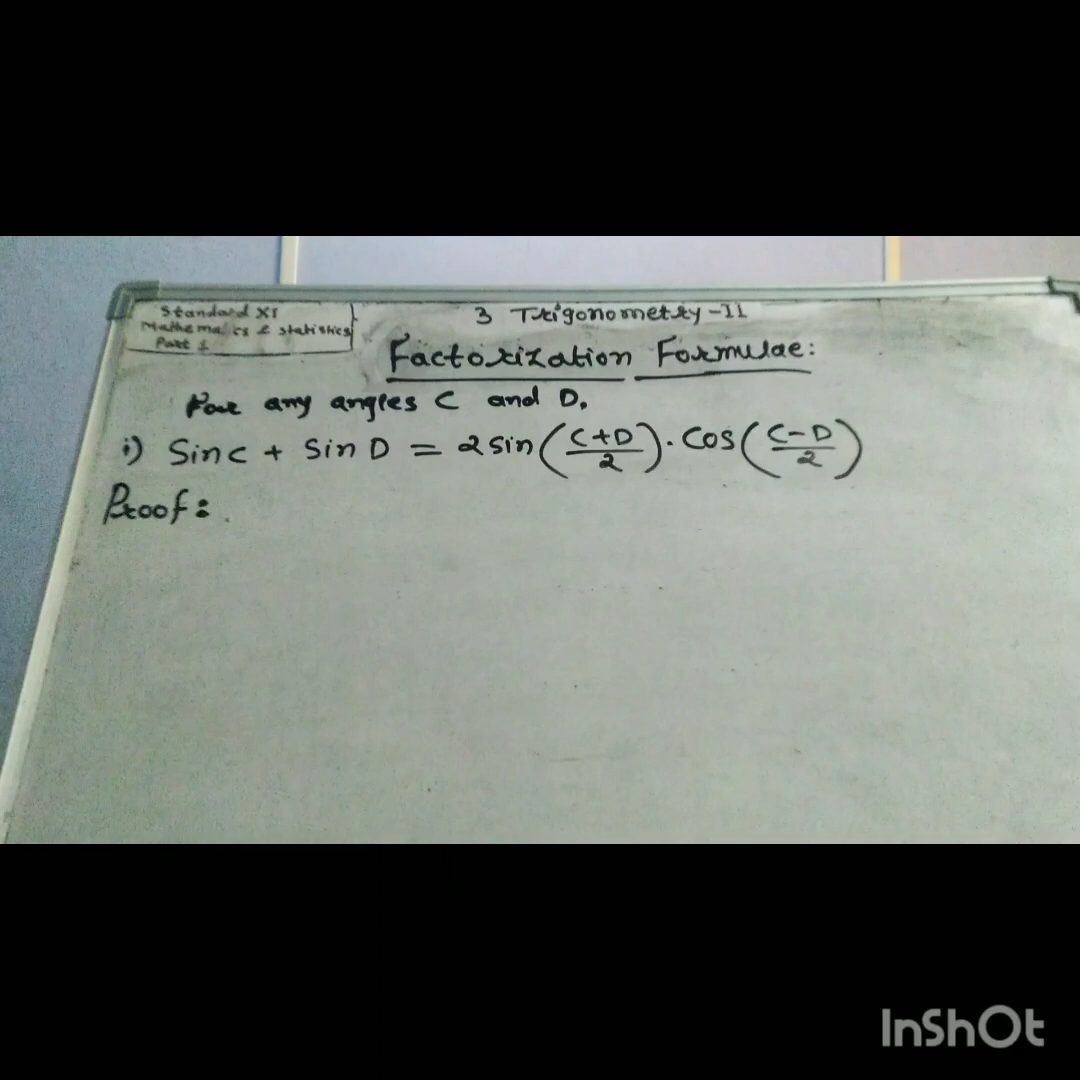 Standard XI
Mathematics & statistics
Part 1
3 Trigonometry-II
Factorization Formulae:
For any angles C and D,
i) Sin C + Sin D = 2 sin (C+D/2) . Cos (C-D/2)
Proof:
InShOt